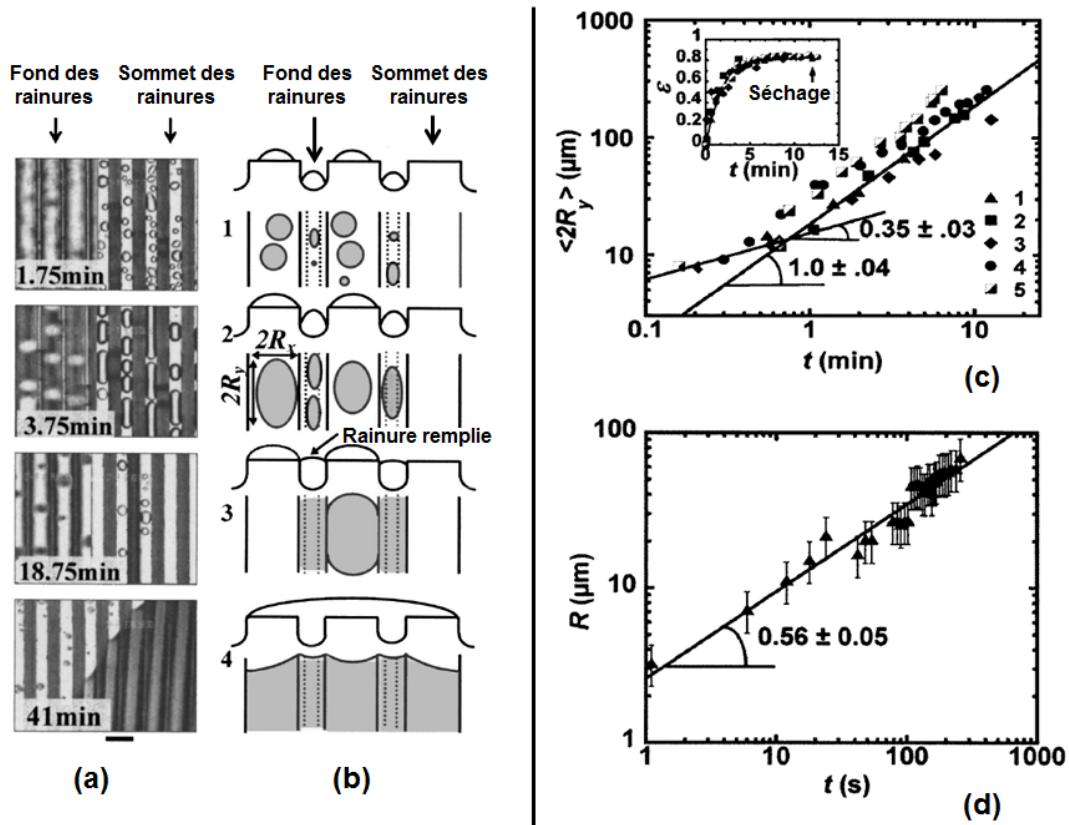 Fond des
rainures
Sommet des
rainures
1.75min
3.75min
18.75min
41min
(a)
Fond des
rainures
Sommet des
rainures
1
2
2Rx
2Ry
Rainure remplie
3
4
(b)
1000
100
10
<2Ry> (µm)
0.1
1
10
t (min)
1
0.8
0.6
0.4
0.2
0
ε
0
5
10
15
t (min)
Séchage
0.35 ± .03
1.0 ± .04
1
2
3
4
5
(c)
100
10
1
R (µm)
0.56 ± 0.05
1
10
100
1000
t (s)
(d)